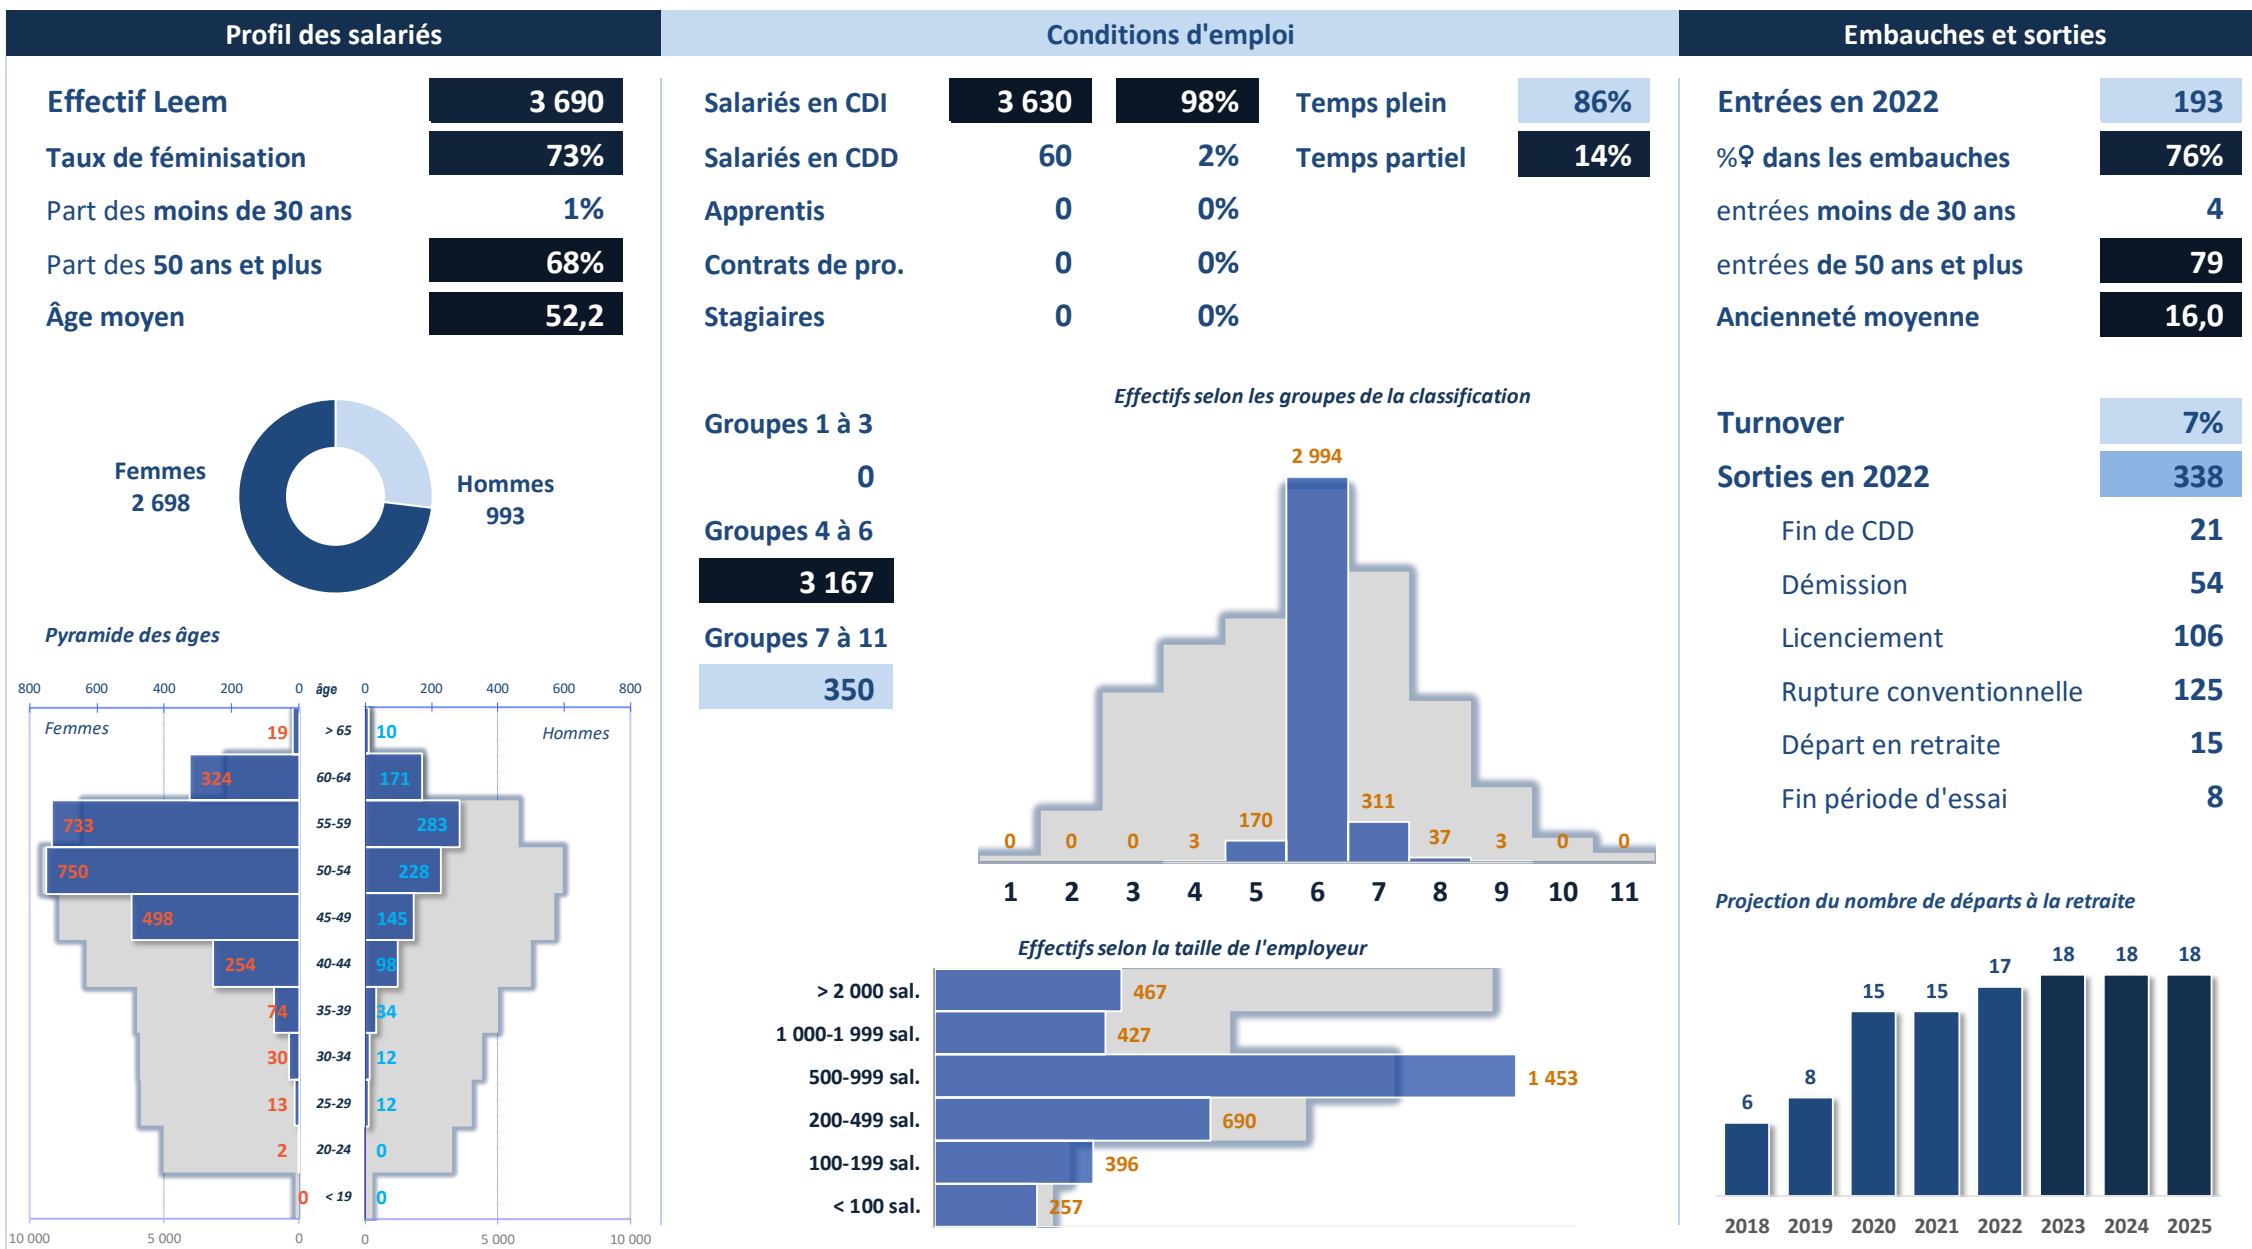 Profil des salariés
Effectif Leem 3 690
Taux de féminisation 73%
Part des moins de 30 ans 1%
Part des 50 ans et plus 68%
Âge moyen 52,2
Femmes
2 698
Hommes
993
Pyramide des âges
800 600 400 200 0 âge 0 200 400 600 800
Femmes Hommes
19 > 65 10
324 60-64 171
733 55-59 283
750 50-54 228
498 45-49 145
254 40-44 98
74 35-39 34
30 30-34 12
13 25-29 12
2 20-24 0
0 < 19 0
10 000 5 000 0 0 5 000 10 000
Conditions d'emploi
Salariés en CDI 3 630 98% Temps plein 86%
Salariés en CDD 60 2% Temps partiel 14%
Apprentis 0 0%
Contrats de pro. 0 0%
Stagiaires 0 0%
Groupes 1 à 3
0
Groupes 4 à 6
3 167
Groupes 7 à 11
350
Effectifs selon les groupes de la classification
0 0 0 3 170 2 994 311 37 3 0 0
1 2 3 4 5 6 7 8 9 10 11
Effectifs selon la taille de l'employeur
> 2 000 sal. 467
1 000-1 999 sal. 427
500-999 sal. 1 453
200-499 sal. 690
100-199 sal. 396
< 100 sal. 257
Embauches et sorties
Entrées en 2022 193
%♀ dans les embauches 76%
entrées moins de 30 ans 4
entrées de 50 ans et plus 79
Ancienneté moyenne 16,0
Turnover 7%
Sorties en 2022 338
Fin de CDD 21
Démission 54
Licenciement 106
Rupture conventionnelle 125
Départ en retraite 15
Fin période d'essai 8
Projection du nombre de départs à la retraite
6 8 15 15 17 18 18 18
2018 2019 2020 2021 2022 2023 2024 2025